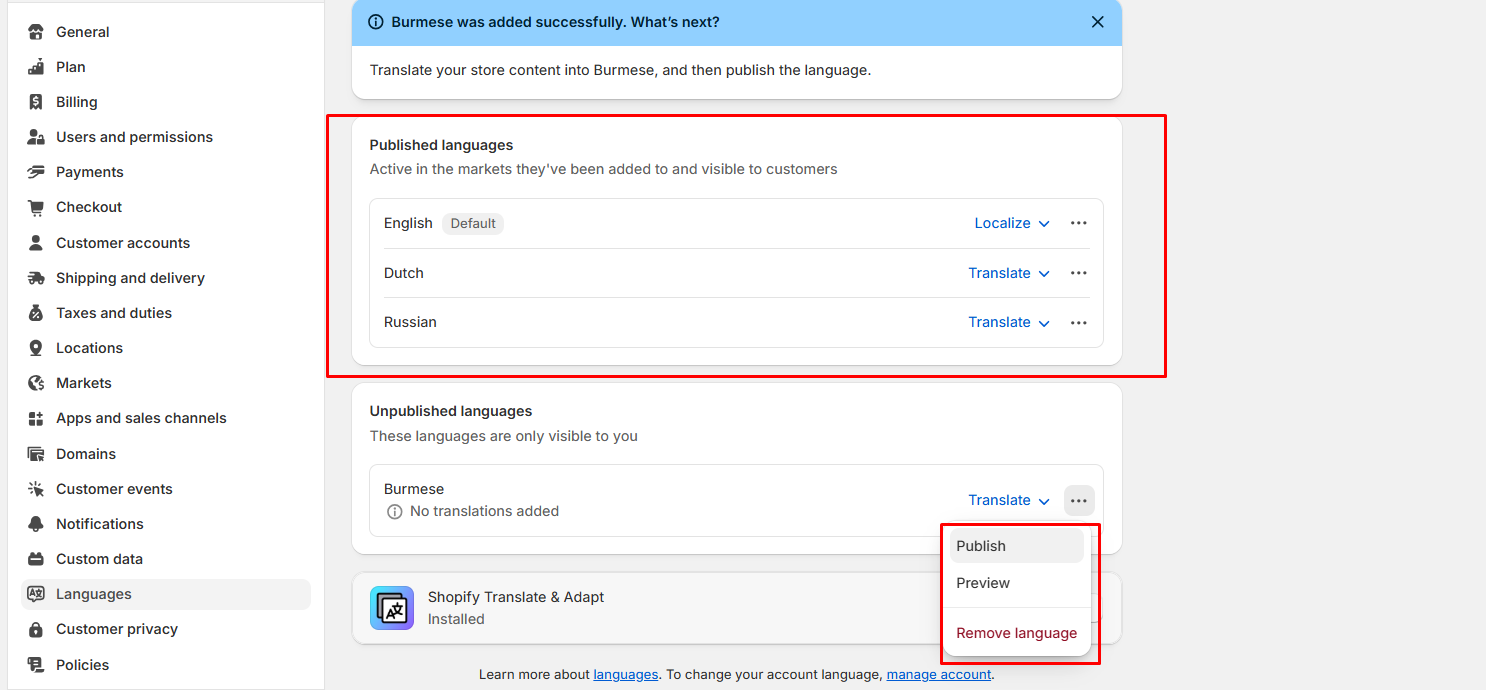 General
Plan
Billing
Users and permissions
Payments
Checkout
Customer accounts
Shipping and delivery
Taxes and duties
Locations
Markets
Apps and sales channels
Domains
Customer events
Notifications
Custom data
Languages
Customer privacy
Policies
Burmese was added successfully. What’s next?
Translate your store content into Burmese, and then publish the language.
Published languages
Active in the markets they've been added to and visible to customers
English Default Localize
Dutch Translate
Russian Translate
Unpublished languages
These languages are only visible to you
Burmese Translate
No translations added
Publish
Preview
Remove language
Shopify Translate & Adapt
Installed
Learn more about languages. To change your account language, manage account.